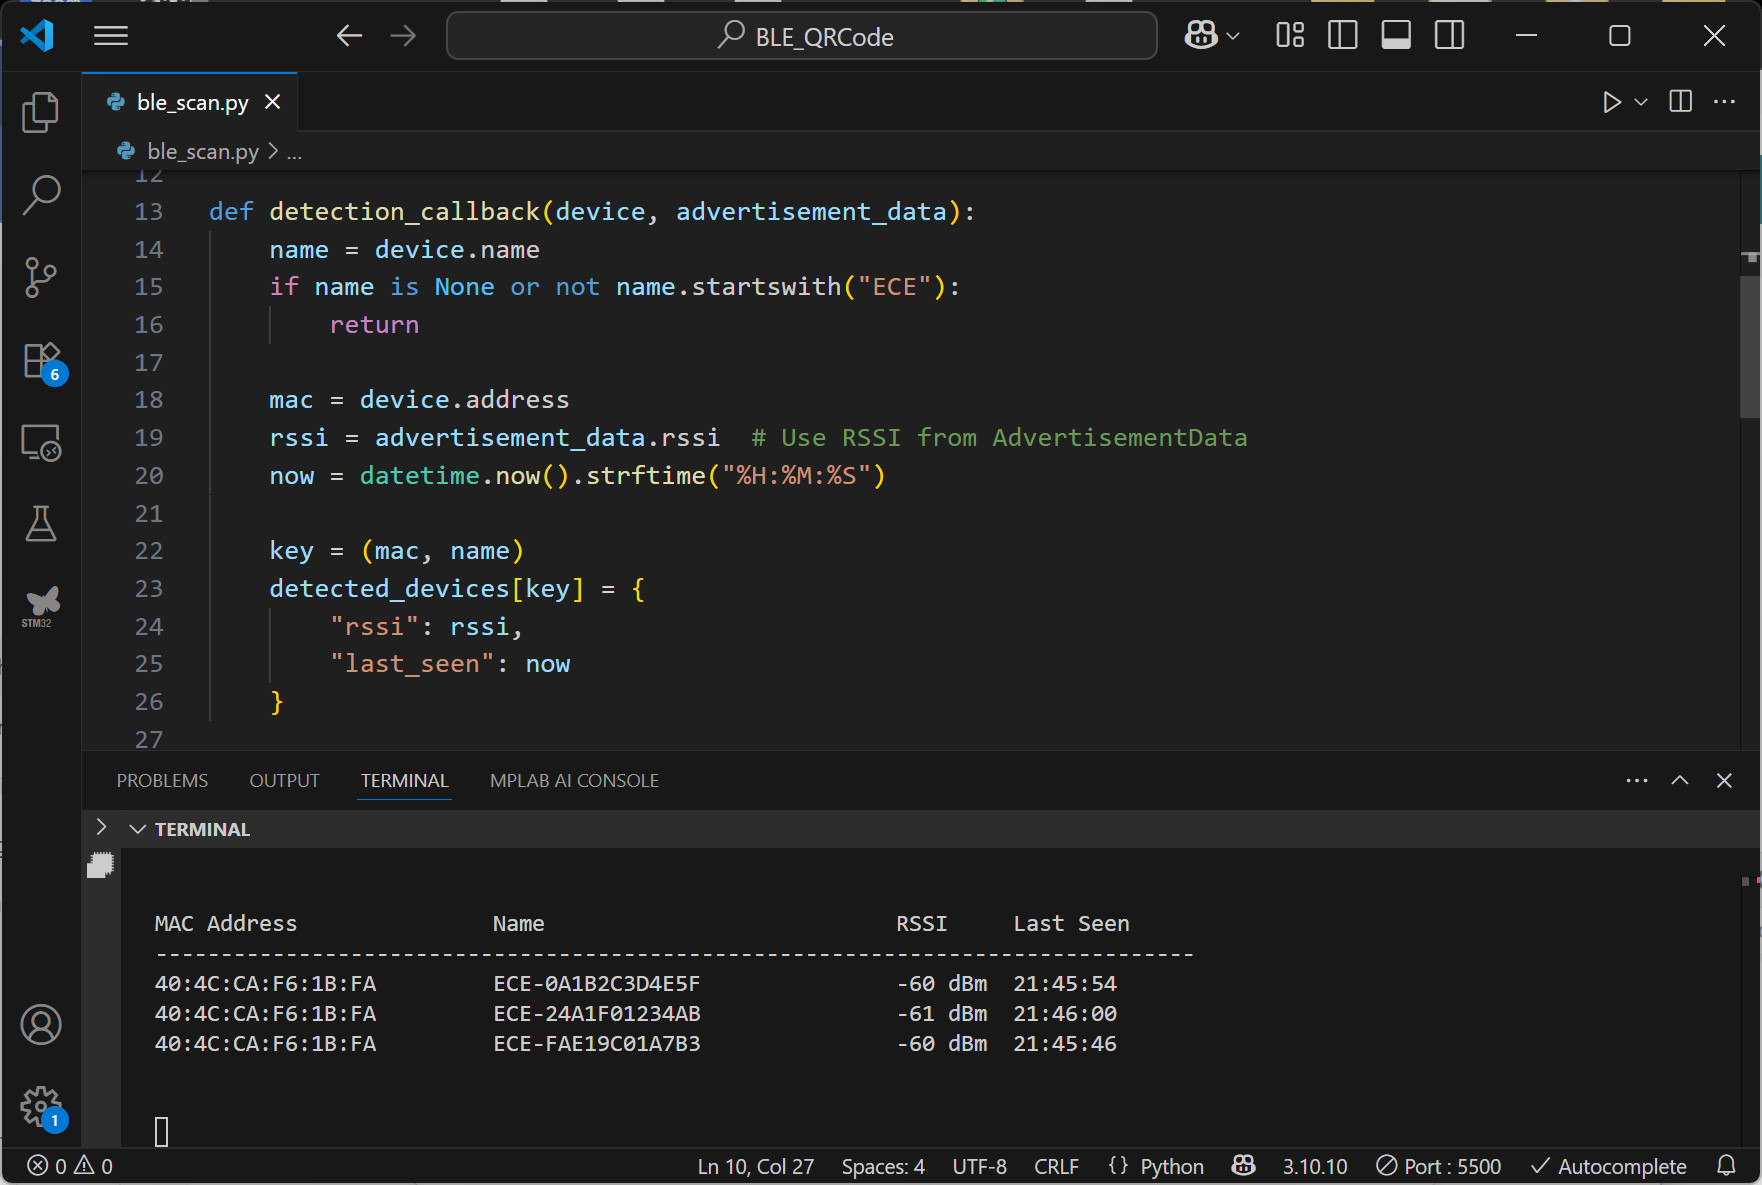 BLE_QRCode
ble_scan.py
ble_scan.py > ...
12
13 def detection_callback(device, advertisement_data):
14 name = device.name
15 if name is None or not name.startswith("ECE"):
16 return
17
18 mac = device.address
19 rssi = advertisement_data.rssi  # Use RSSI from AdvertisementData
20 now = datetime.now().strftime("%H:%M:%S")
21
22 key = (mac, name)
23 detected_devices[key] = {
24 "rssi": rssi,
25 "last_seen": now
26 }
27
6
STM32
PROBLEMS OUTPUT TERMINAL MPLAB AI CONSOLE
TERMINAL
MAC Address Name RSSI Last Seen
--------------------------------------------------------------------------------
40:4C:CA:F6:1B:FA ECE-0A1B2C3D4E5F -60 dBm 21:45:54
40:4C:CA:F6:1B:FA ECE-24A1F01234AB -61 dBm 21:46:00
40:4C:CA:F6:1B:FA ECE-FAE19C01A7B3 -60 dBm 21:45:46
1
0 0 Ln 10, Col 27 Spaces: 4 UTF-8 CRLF {} Python 3.10.10 Port : 5500 Autocomplete